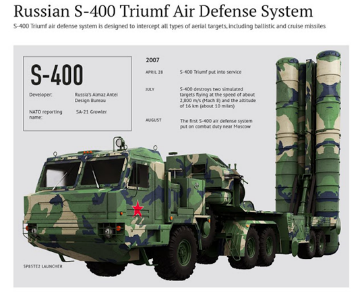 Russian S-400 Triumf Air Defense System
S-400 Triumf air defense system is designed to intercept all types of aerial targets, including ballistic and cruise missiles
S-400
Developer: Russia's Almaz Antei
Design Bureau
NATO reporting SA-21 Growler
name:
2007
APRIL 28 S-400 Triumf put into service
JULY S-400 destroys two simulated
targets flying at the speed of about
2,800 m/s (Mach 8) and the altitude
of 16 km (about 10 miles)
AUGUST The first S-400 air defense system
put on combat duty near Moscow
LAUNCHER